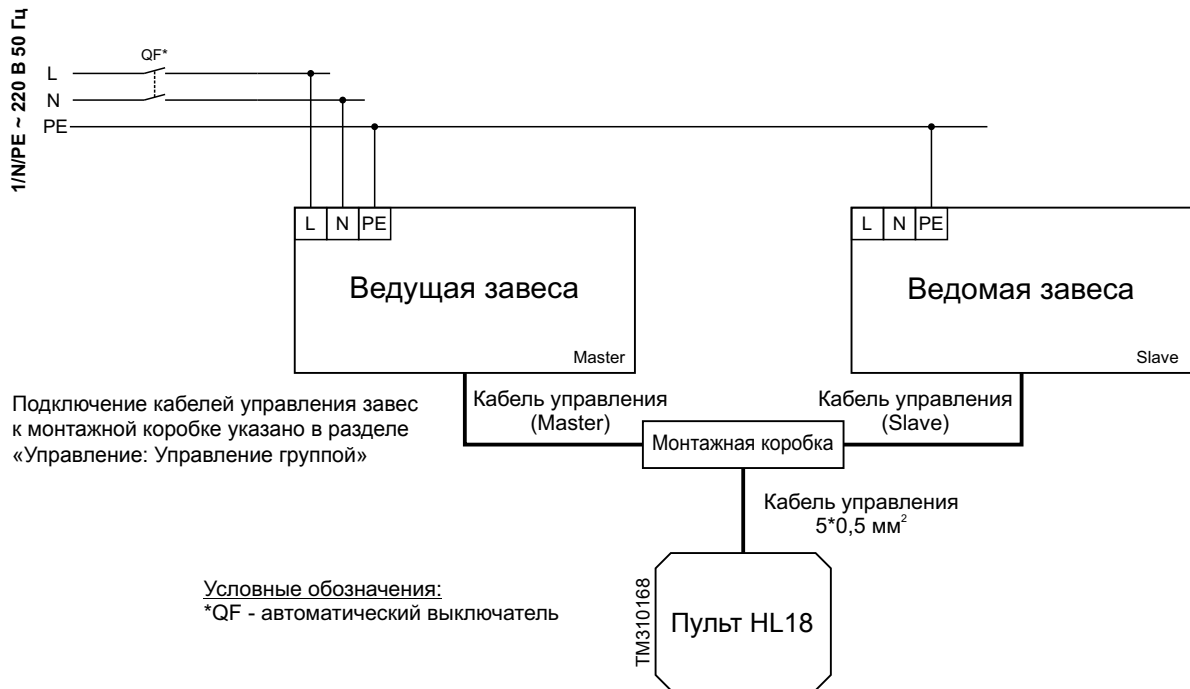 1/N/PE ~ 220 В 50 Гц
QF*
L
N
PE
L N PE
Ведущая завеса
Master
L N PE
Ведомая завеса
Slave
Подключение кабелей управления завес
к монтажной коробке указано в разделе
«Управление: Управление группой»
Кабель управления
(Master)
Кабель управления
(Slave)
Монтажная коробка
Кабель управления
5*0,5 мм²
Условные обозначения:
*QF - автоматический выключатель
TM310168
Пульт HL18